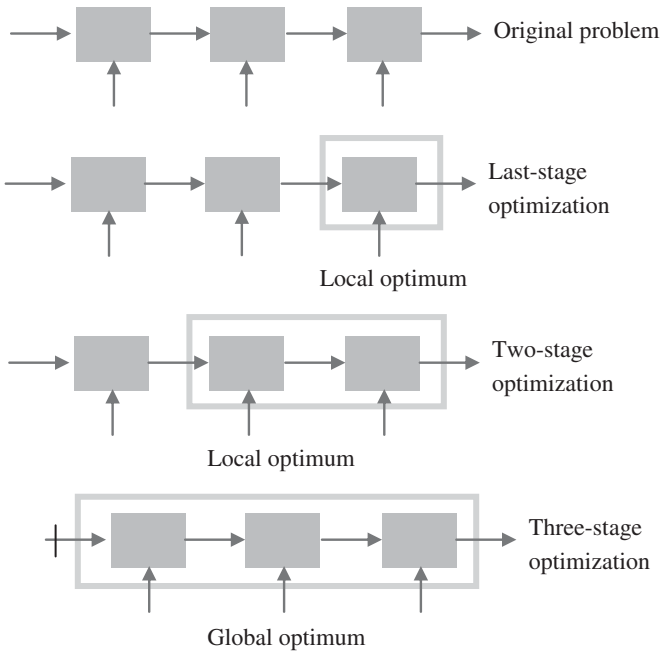 Original problem
Last-stage
optimization
Local optimum
Two-stage
optimization
Local optimum
Three-stage
optimization
Global optimum